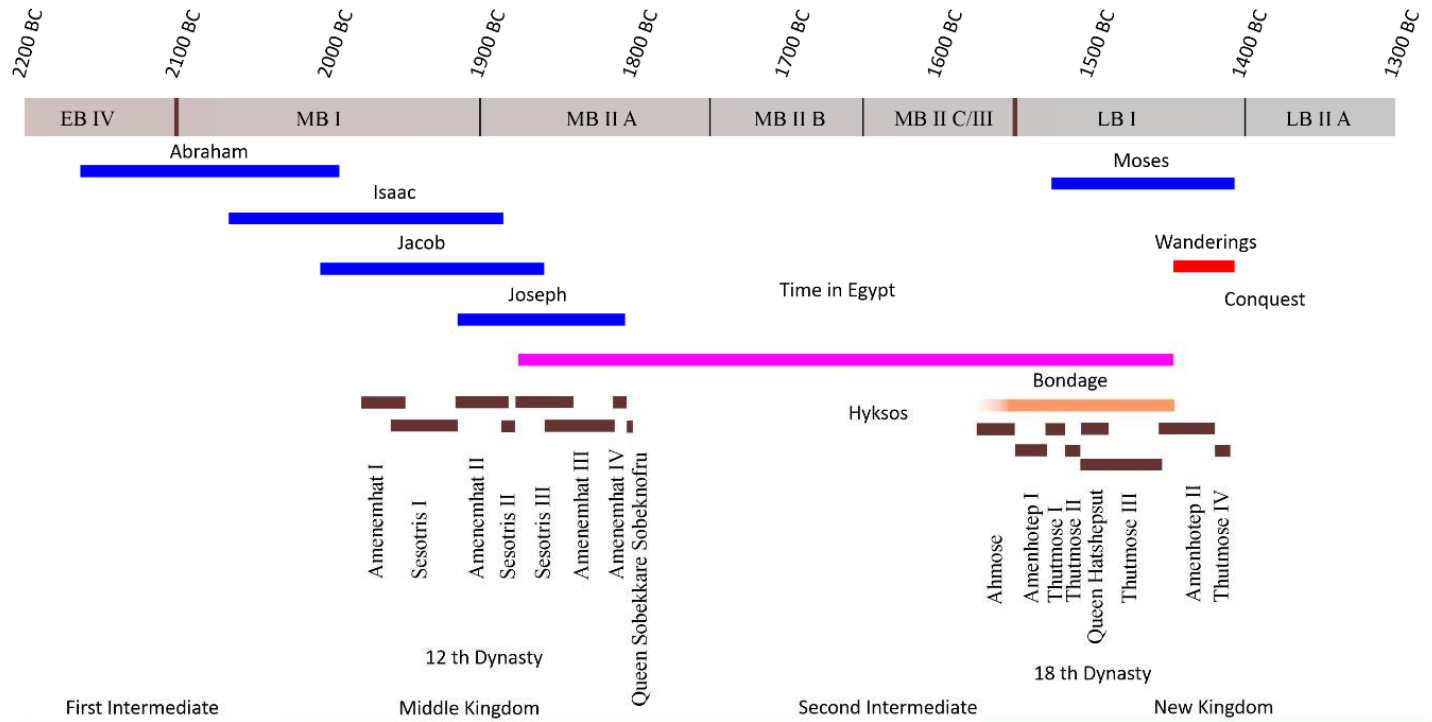 2200 BC
2100 BC
2000 BC
1900 BC
1800 BC
1700 BC
1600 BC
1500 BC
1400 BC
1300 BC
EB IV
MB I
MB II A
MB II B
MB II C/III
LB I
LB II A
Abraham
Moses
Isaac
Jacob
Wanderings
Joseph
Time in Egypt
Conquest
Bondage
Hyksos
Amenemhat I
Sesotris I
Amenemhat II
Sesotris II
Sesotris III
Amenemhat III
Amenemhat IV
Queen Sobekkare Sobeknofru
Ahmose
Amenhotep I
Thutmose I
Thutmose II
Queen Hatshepsut
Thutmose III
Amenhotep II
Thutmose IV
12 th Dynasty
18 th Dynasty
First Intermediate
Middle Kingdom
Second Intermediate
New Kingdom